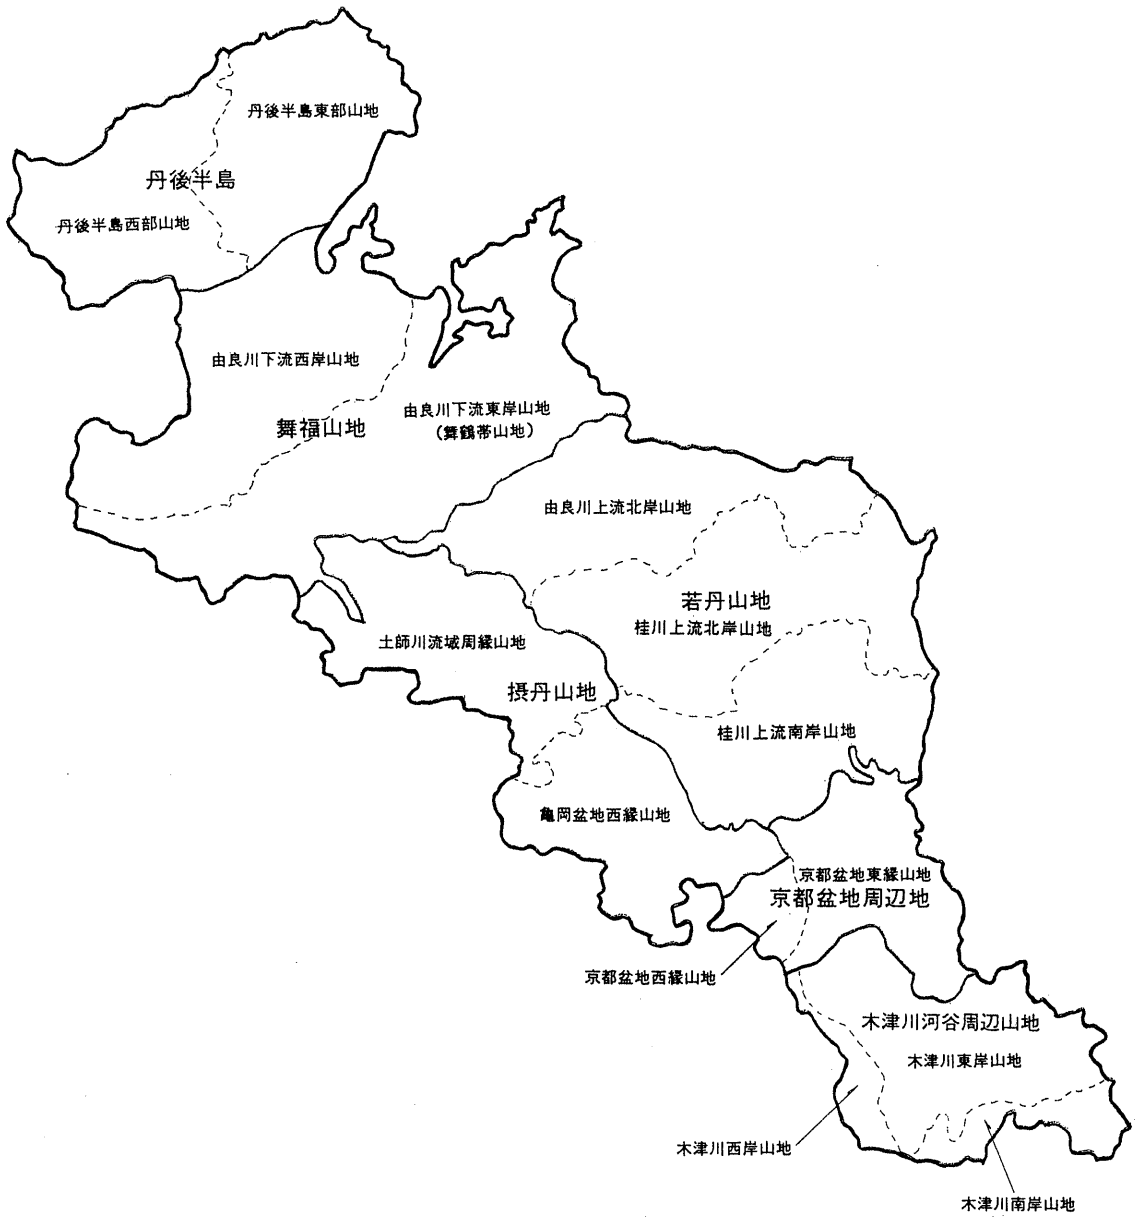 丹後半島東部山地
丹後半島
丹後半島西部山地
由良川下流西岸山地
由良川下流東岸山地
(舞鶴帯山地)
舞福山地
由良川上流北岸山地
若丹山地
桂川上流北岸山地
土師川流域周縁山地
摂丹山地
桂川上流南岸山地
亀岡盆地西縁山地
京都盆地東縁山地
京都盆地周辺地
京都盆地西縁山地
木津川河谷周辺山地
木津川東岸山地
木津川西岸山地
木津川南岸山地